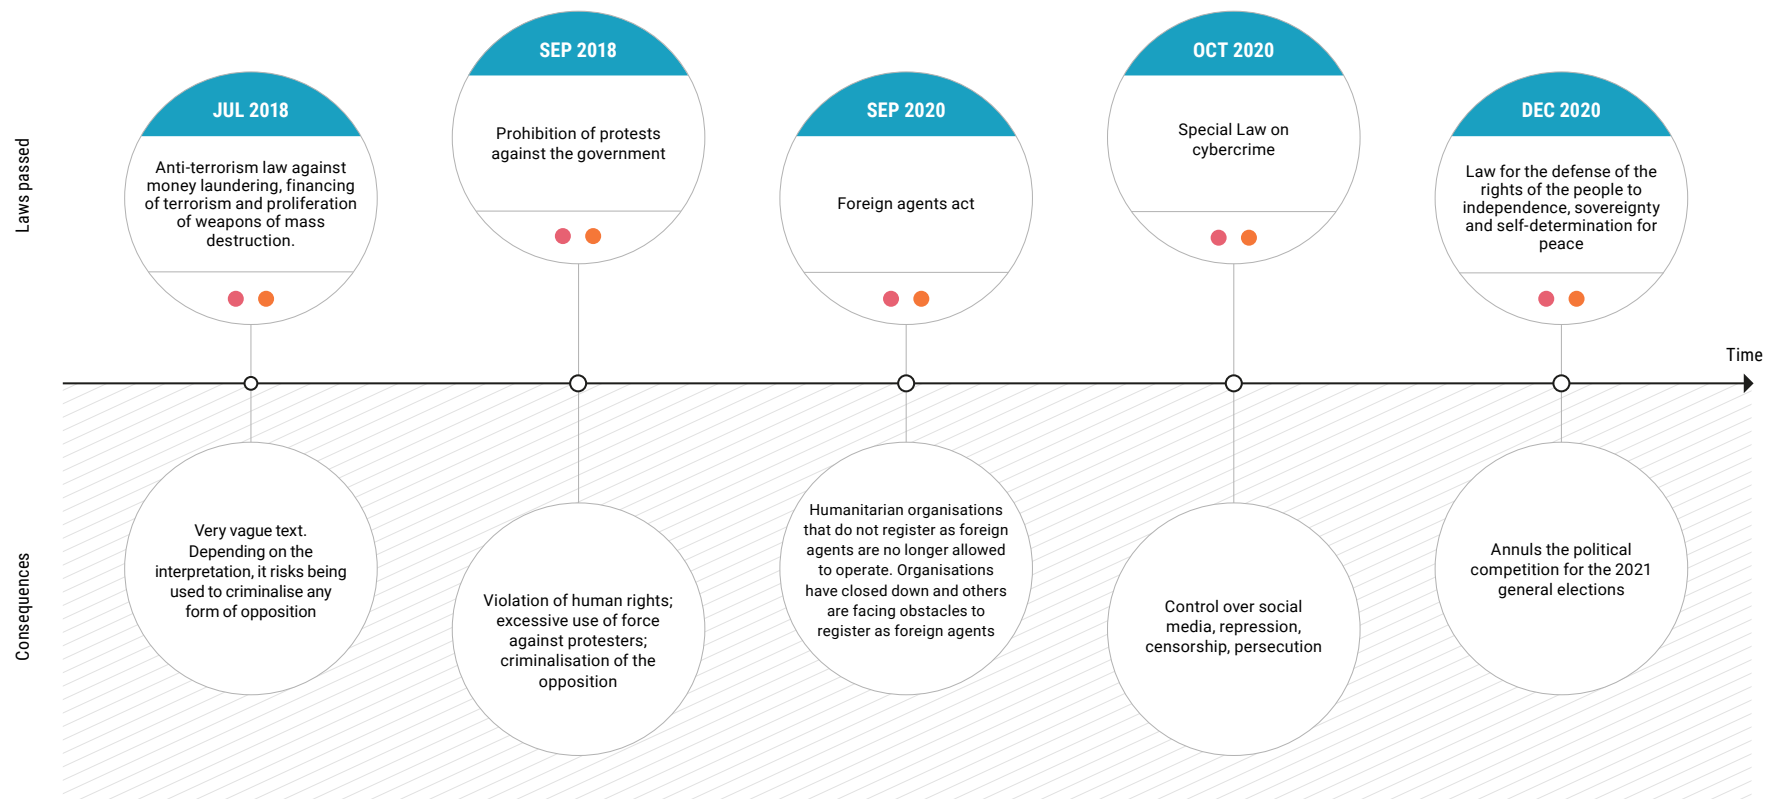 Laws passed
JUL 2018
Anti-terrorism law against
money laundering, financing
of terrorism and proliferation
of weapons of mass
destruction.
SEP 2018
Prohibition of protests
against the government
SEP 2020
Foreign agents act
OCT 2020
Special Law on
cybercrime
DEC 2020
Law for the defense of the
rights of the people to
independence, sovereignty
and self-determination for
peace
Time
Consequences
Very vague text.
Depending on the
interpretation, it risks being
used to criminalise any
form of opposition
Violation of human rights;
excessive use of force
against protesters;
criminalisation of the
opposition
Humanitarian organisations
that do not register as foreign
agents are no longer allowed
to operate. Organisations
have closed down and others
are facing obstacles to
register as foreign agents
Control over social
media, repression,
censorship, persecution
Annuls the political
competition for the 2021
general elections